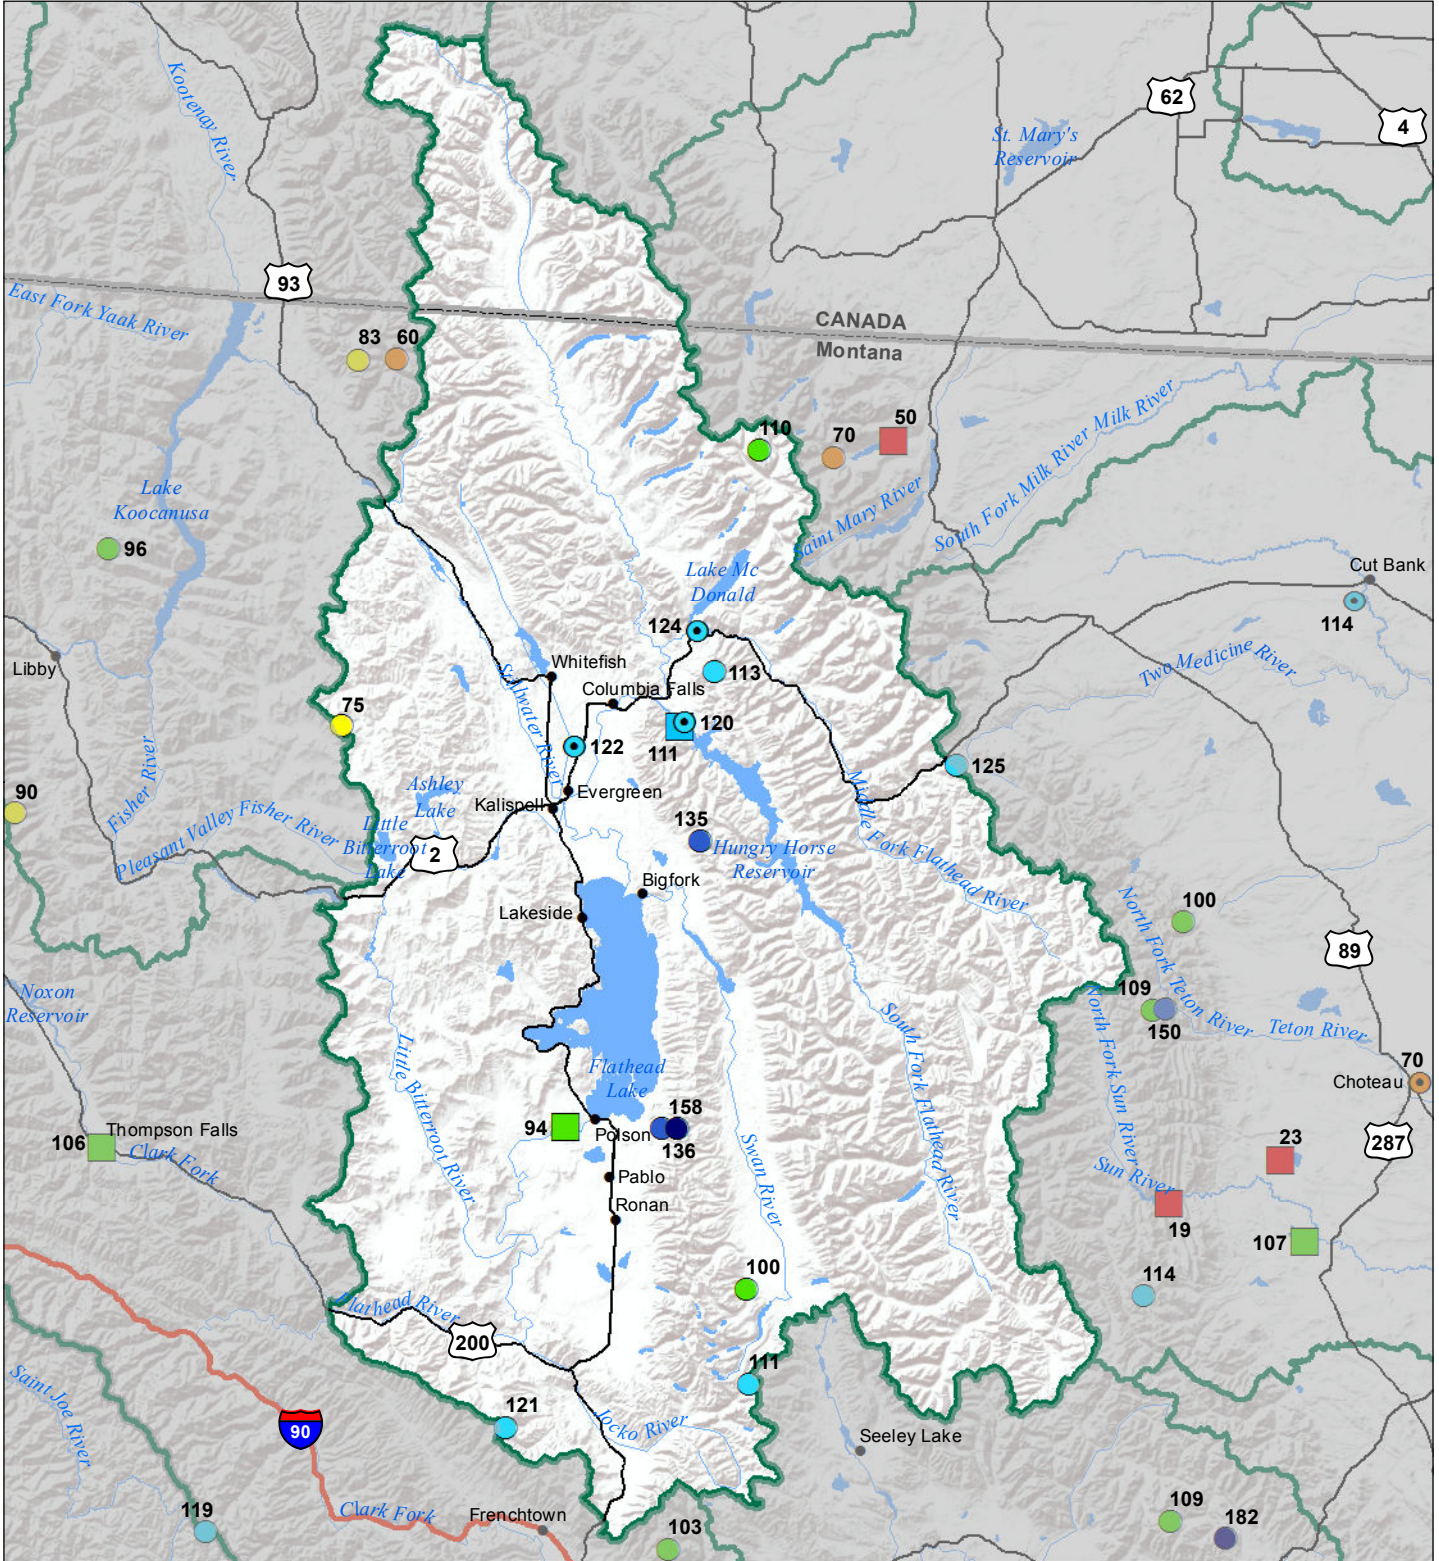 62
4
Kootenay River
St. Mary's
Reservoir
93
East Fork Yaak River
CANADA
Montana
83
60
110
70
50
South Fork Milk River
Milk River
Saint Mary River
Lake
Koocanusa
96
Lake Mc
Donald
Cut Bank
114
124
Libby
Whitefish
113
Two Medicine River
Columbia Falls
Stillwater River
75
120
111
122
125
Fisher River
Ashley
Lake
Evergreen
Kalispell
90
Pleasant Valley Fisher River
Little
Bitterroot
Lake
2
135
Hungry Horse
Reservoir
Middle Fork Flathead River
Bigfork
Lakeside
100
North Fork Teton River
89
Noxon
Reservoir
109
150
Teton River
North Fork Sun River
South Fork Flathead River
Little Bitterroot River
Flathead
Lake
70
Choteau
158
94
Polson
136
106
Thompson Falls
Clark Fork
287
23
Swan River
Pablo
Sun River
19
Ronan
107
100
114
Flathead River
200
111
121
Jocko River
Saint Joe River
90
Seeley Lake
Clark Fork
Frenchtown
119
103
109
182